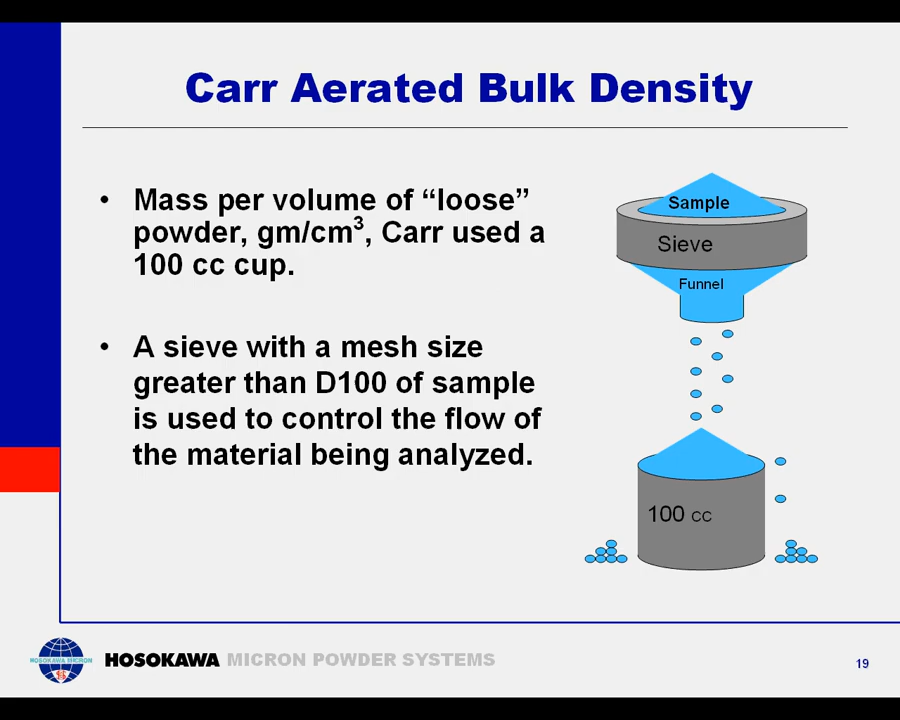 Carr Aerated Bulk Density
• Mass per volume of “loose”
powder, gm/cm³, Carr used a
100 cc cup.
• A sieve with a mesh size
greater than D100 of sample
is used to control the flow of
the material being analyzed.
Sample
Sieve
Funnel
100 cc
HOSOKAWA MICRON
HOSOKAWA MICRON POWDER SYSTEMS
19